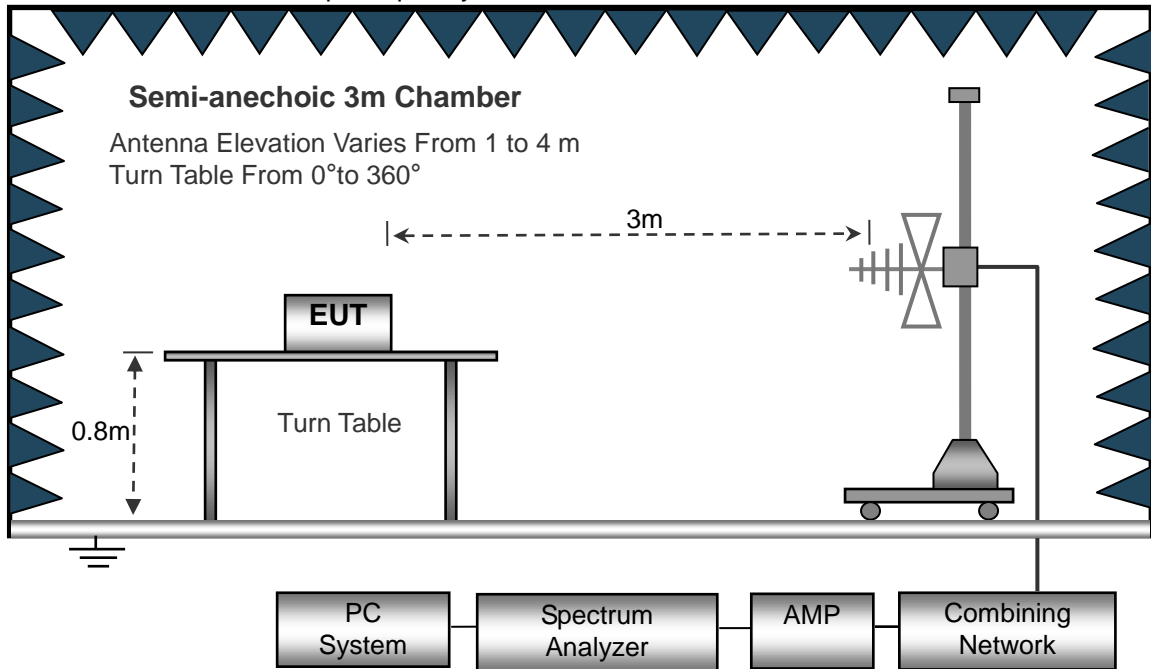 Semi-anechoic 3m Chamber
Antenna Elevation Varies From 1 to 4 m
Turn Table From 0°to 360°
3m
EUT
Turn Table
0.8m
PC
System
Spectrum
Analyzer
AMP
Combining
Network